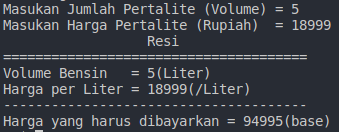 Masukan Jumlah Pertalite (Volume) = 5
Masukan Harga Pertalite (Rupiah)  = 18999
Resi
=====================================
Volume Bensin   = 5(Liter)
Harga per Liter = 18999(/Liter)
-------------------------------------
Harga yang harus dibayarkan = 94995(base)